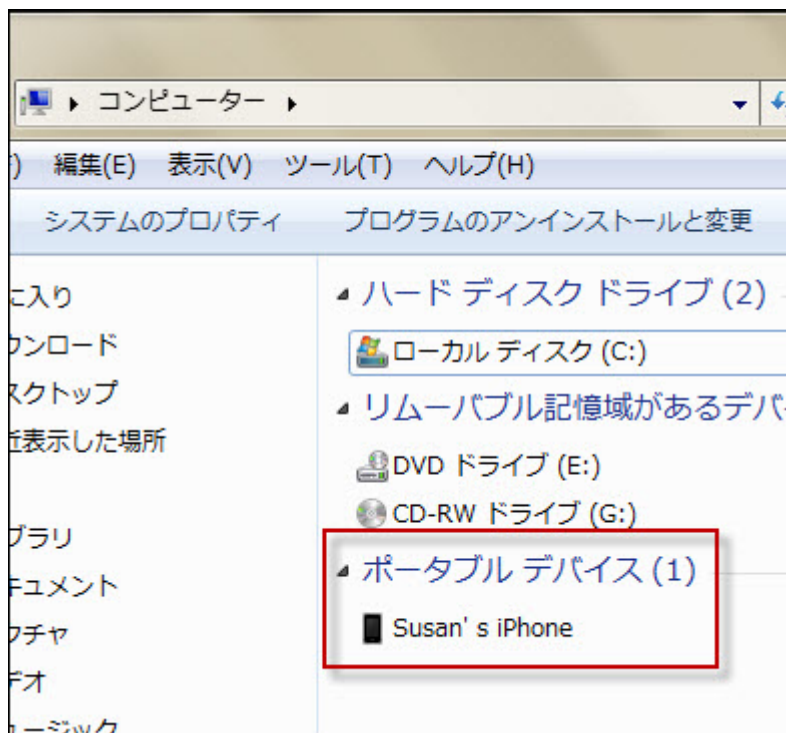 コンピューター
編集(E) 表示(V) ツール(T) ヘルプ(H)
システムのプロパティ プログラムのアンインストールと変更
に入り
ウンロード
スクトップ
近表示した場所
ブラリ
キュメント
クチャ
デオ
ュージック
ハード ディスク ドライブ (2)
ローカル ディスク (C:)
リムーバブル記憶域があるデバイ
DVD ドライブ (E:)
CD-RW ドライブ (G:)
ポータブル デバイス (1)
Susan' s iPhone